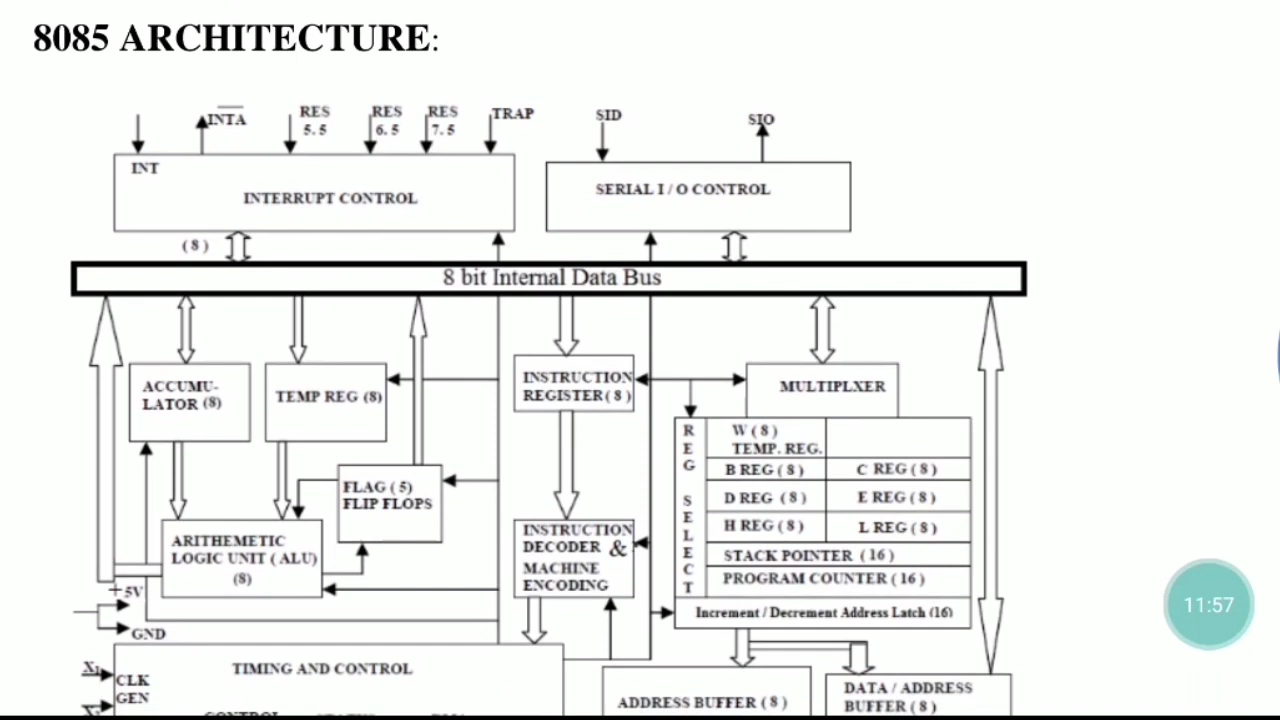 8085 ARCHITECTURE:
INTA
RES
5.5
RES
6.5
RES
7.5
TRAP
SID
SIO
INT
INTERRUPT CONTROL
SERIAL I / O CONTROL
(8)
8 bit Internal Data Bus
ACCUMU-
LATOR (8)
TEMP REG (8)
INSTRUCTION
REGISTER ( 8 )
MULTIPLXER
REG SELECT
W ( 8 )
TEMP. REG.
B REG ( 8 )
C REG ( 8 )
D REG ( 8 )
E REG ( 8 )
H REG ( 8 )
L REG ( 8 )
STACK POINTER ( 16 )
PROGRAM COUNTER ( 16 )
Increment / Decrement Address Latch (16)
FLAG ( 5 )
FLIP FLOPS
ARITHEMETIC
LOGIC UNIT ( ALU)
(8)
INSTRUCTION
DECODER &
MACHINE
ENCODING
+5V
GND
11:57
X1
CLK
GEN
TIMING AND CONTROL
CONTROL
ADDRESS BUFFER ( 8 )
DATA / ADDRESS
BUFFER ( 8 )